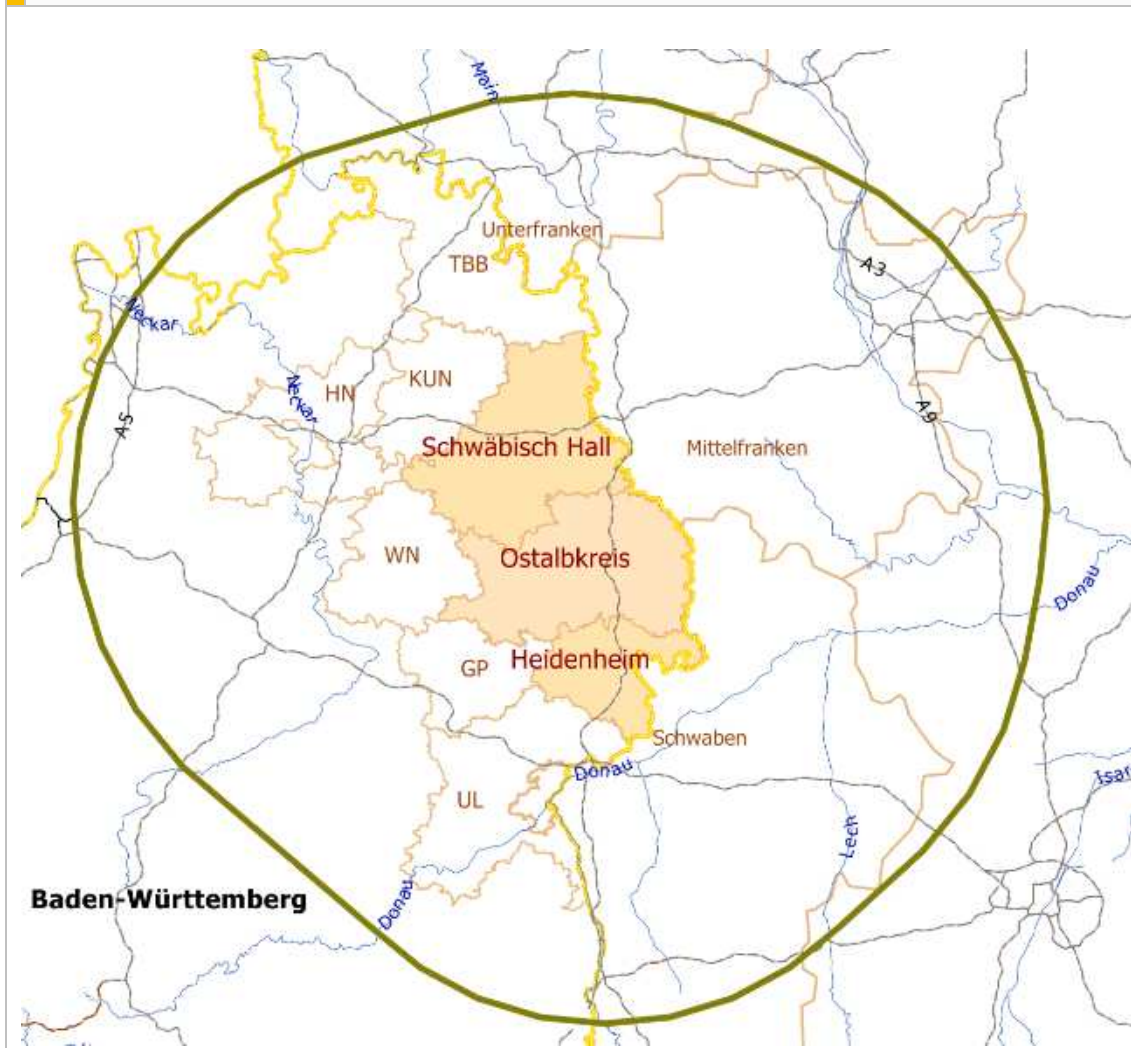 Main
Unterfranken
TBB
A3
Neckar
KUN
HN
Neckar
A9
A5
Schwäbisch Hall
Mittelfranken
WN
Ostalbkreis
Donau
GP
Heidenheim
Schwaben
Donau
Isar
UL
Lech
Donau
Baden-Württemberg